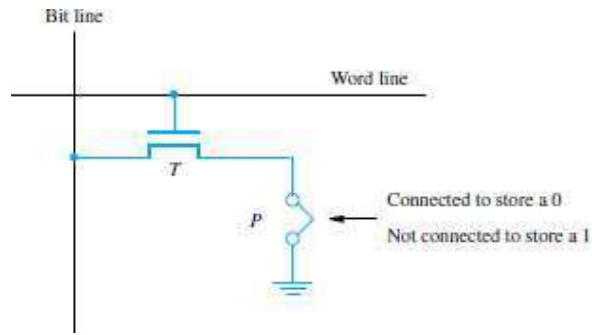 Bit line
Word line
T
P
Connected to store a 0
Not connected to store a 1